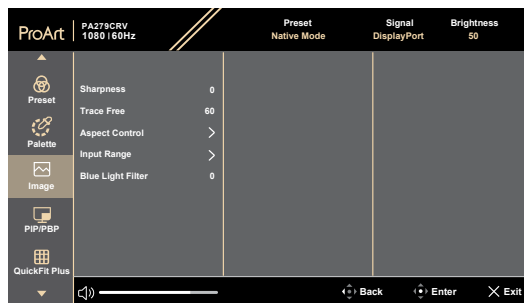 ProArt
PA279CRV
1080 | 60Hz
Preset
Native Mode
Signal
DisplayPort
Brightness
50
Preset
Palette
Image
PIP/PBP
QuickFit Plus
Sharpness 0
Trace Free 60
Aspect Control
Input Range
Blue Light Filter 0
Back
Enter
Exit